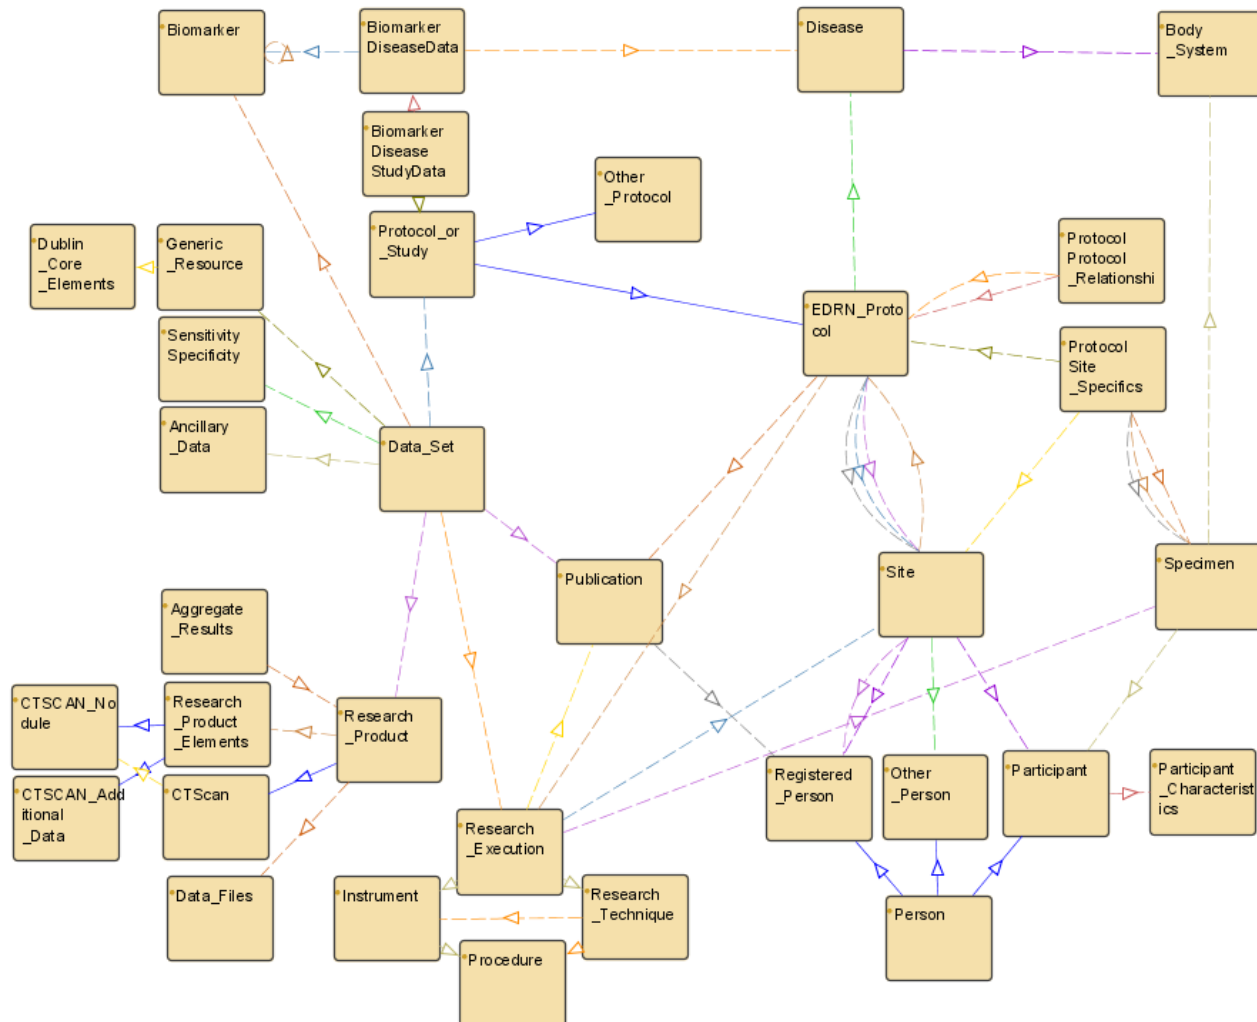 Biomarker
Biomarker
DiseaseData
Disease
Body
_System
Biomarker
Disease
StudyData
Other
_Protocol
Protocol_or
_Study
Dublin
_Core
_Elements
Generic
_Resource
Protocol
Protocol
_Relationshi
EDRN_Proto
col
Sensitivity
Specificity
Protocol
Site
_Specifics
Ancillary
_Data
Data_Set
Publication
Site
Specimen
Aggregate
_Results
CTSCAN_No
dule
Research
_Product
_Elements
Research
_Product
Registered
_Person
Other
_Person
Participant
Participant
_Characterist
ics
CTSCAN_Add
itional
_Data
CTScan
Research
_Execution
Data_Files
Instrument
Research
_Technique
Person
Procedure